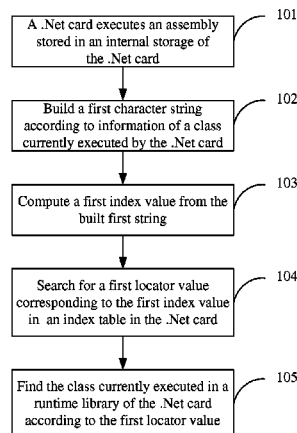 A .Net card executes an assembly
stored in an internal storage of
the .Net card
101
Build a first character string
according to information of a class
currently executed by the .Net card
102
Compute a first index value from the
built first string
103
Search for a first locator value
corresponding to the first index value
in an index table in the .Net card
104
Find the class currently executed in a
runtime library of the .Net card
according to the first locator value
105